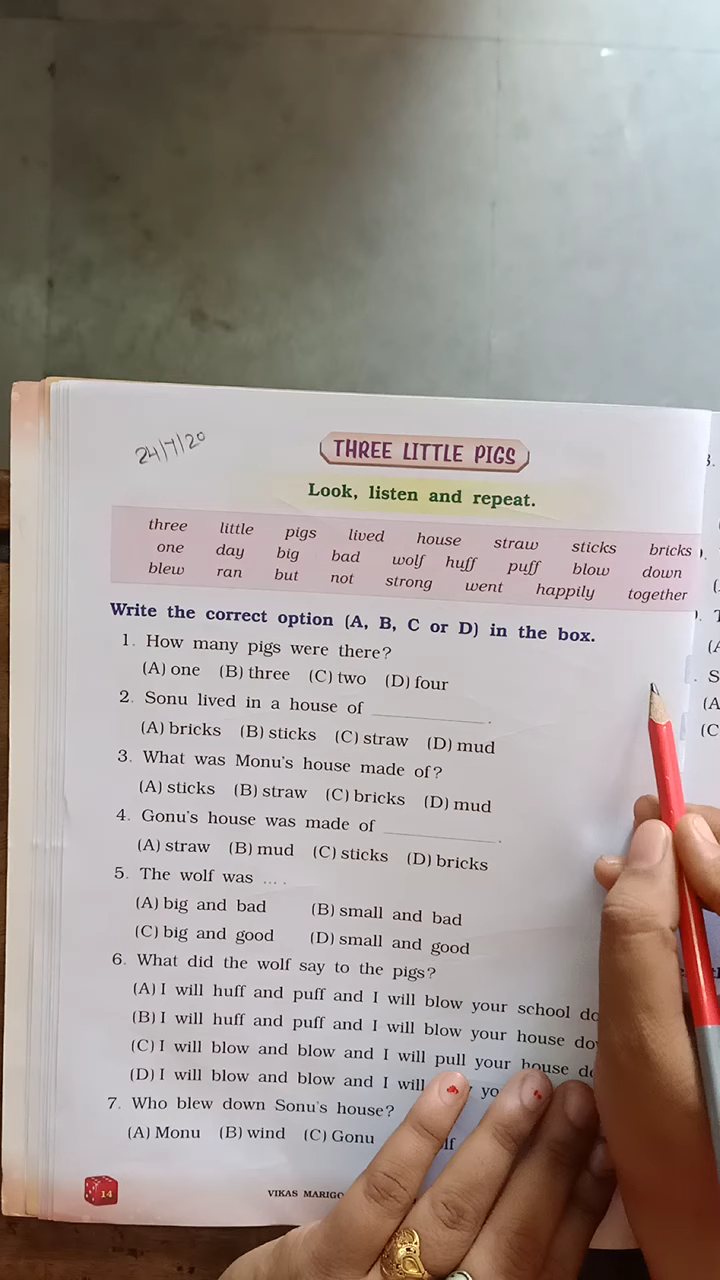 24/7/20
THREE LITTLE PIGS
Look, listen and repeat.
three little pigs lived house straw sticks bricks
one day big bad wolf huff puff blow down
blew ran but not strong went happily together
Write the correct option (A, B, C or D) in the box.
1. How many pigs were there?
(A) one (B) three (C) two (D) four
2. Sonu lived in a house of ____________.
(A) bricks (B) sticks (C) straw (D) mud
3. What was Monu's house made of?
(A) sticks (B) straw (C) bricks (D) mud
4. Gonu's house was made of ____________.
(A) straw (B) mud (C) sticks (D) bricks
5. The wolf was ....
(A) big and bad (B) small and bad
(C) big and good (D) small and good
6. What did the wolf say to the pigs?
(A) I will huff and puff and I will blow your school do
(B) I will huff and puff and I will blow your house do
(C) I will blow and blow and I will pull your house d
(D) I will blow and blow and I will yo
7. Who blew down Sonu's house?
(A) Monu (B) wind (C) Gonu lf
14
VIKAS MARIGO